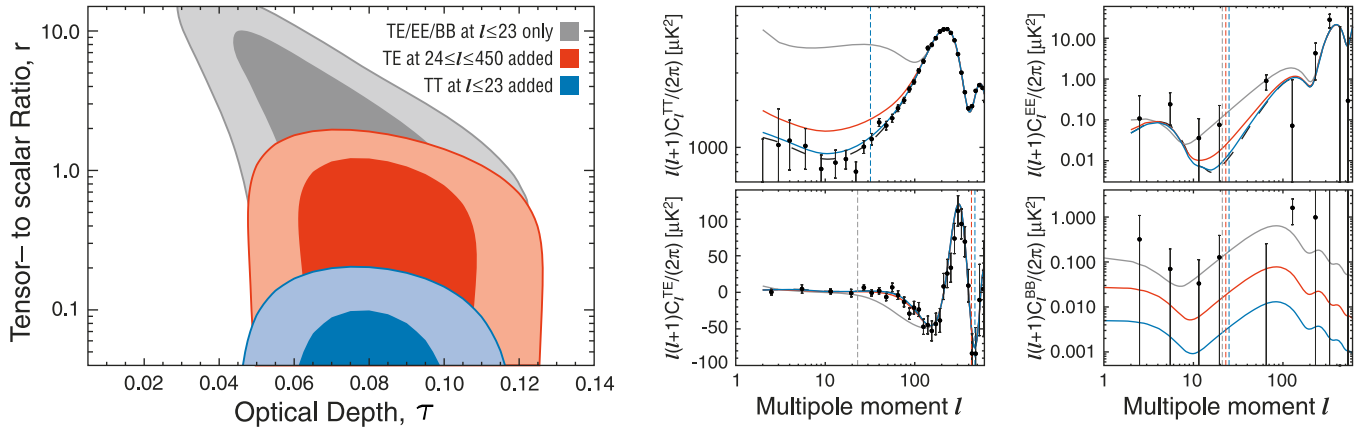 Tensor- to scalar Ratio, r
10.0
1.0
0.1
TE/EE/BB at l≤23 only
TE at 24≤l≤450 added
TT at l≤23 added
0.02 0.04 0.06 0.08 0.10 0.12 0.14
Optical Depth, τ
l(l+1)C_l^TT/(2π) [μK²]
1000
l(l+1)C_l^TE/(2π) [μK²]
100
50
0
-50
-100
1 10 100
Multipole moment l
l(l+1)C_l^EE/(2π) [μK²]
10.00
1.00
0.10
0.01
l(l+1)C_l^BB/(2π) [μK²]
1.000
0.100
0.010
0.001
1 10 100
Multipole moment l